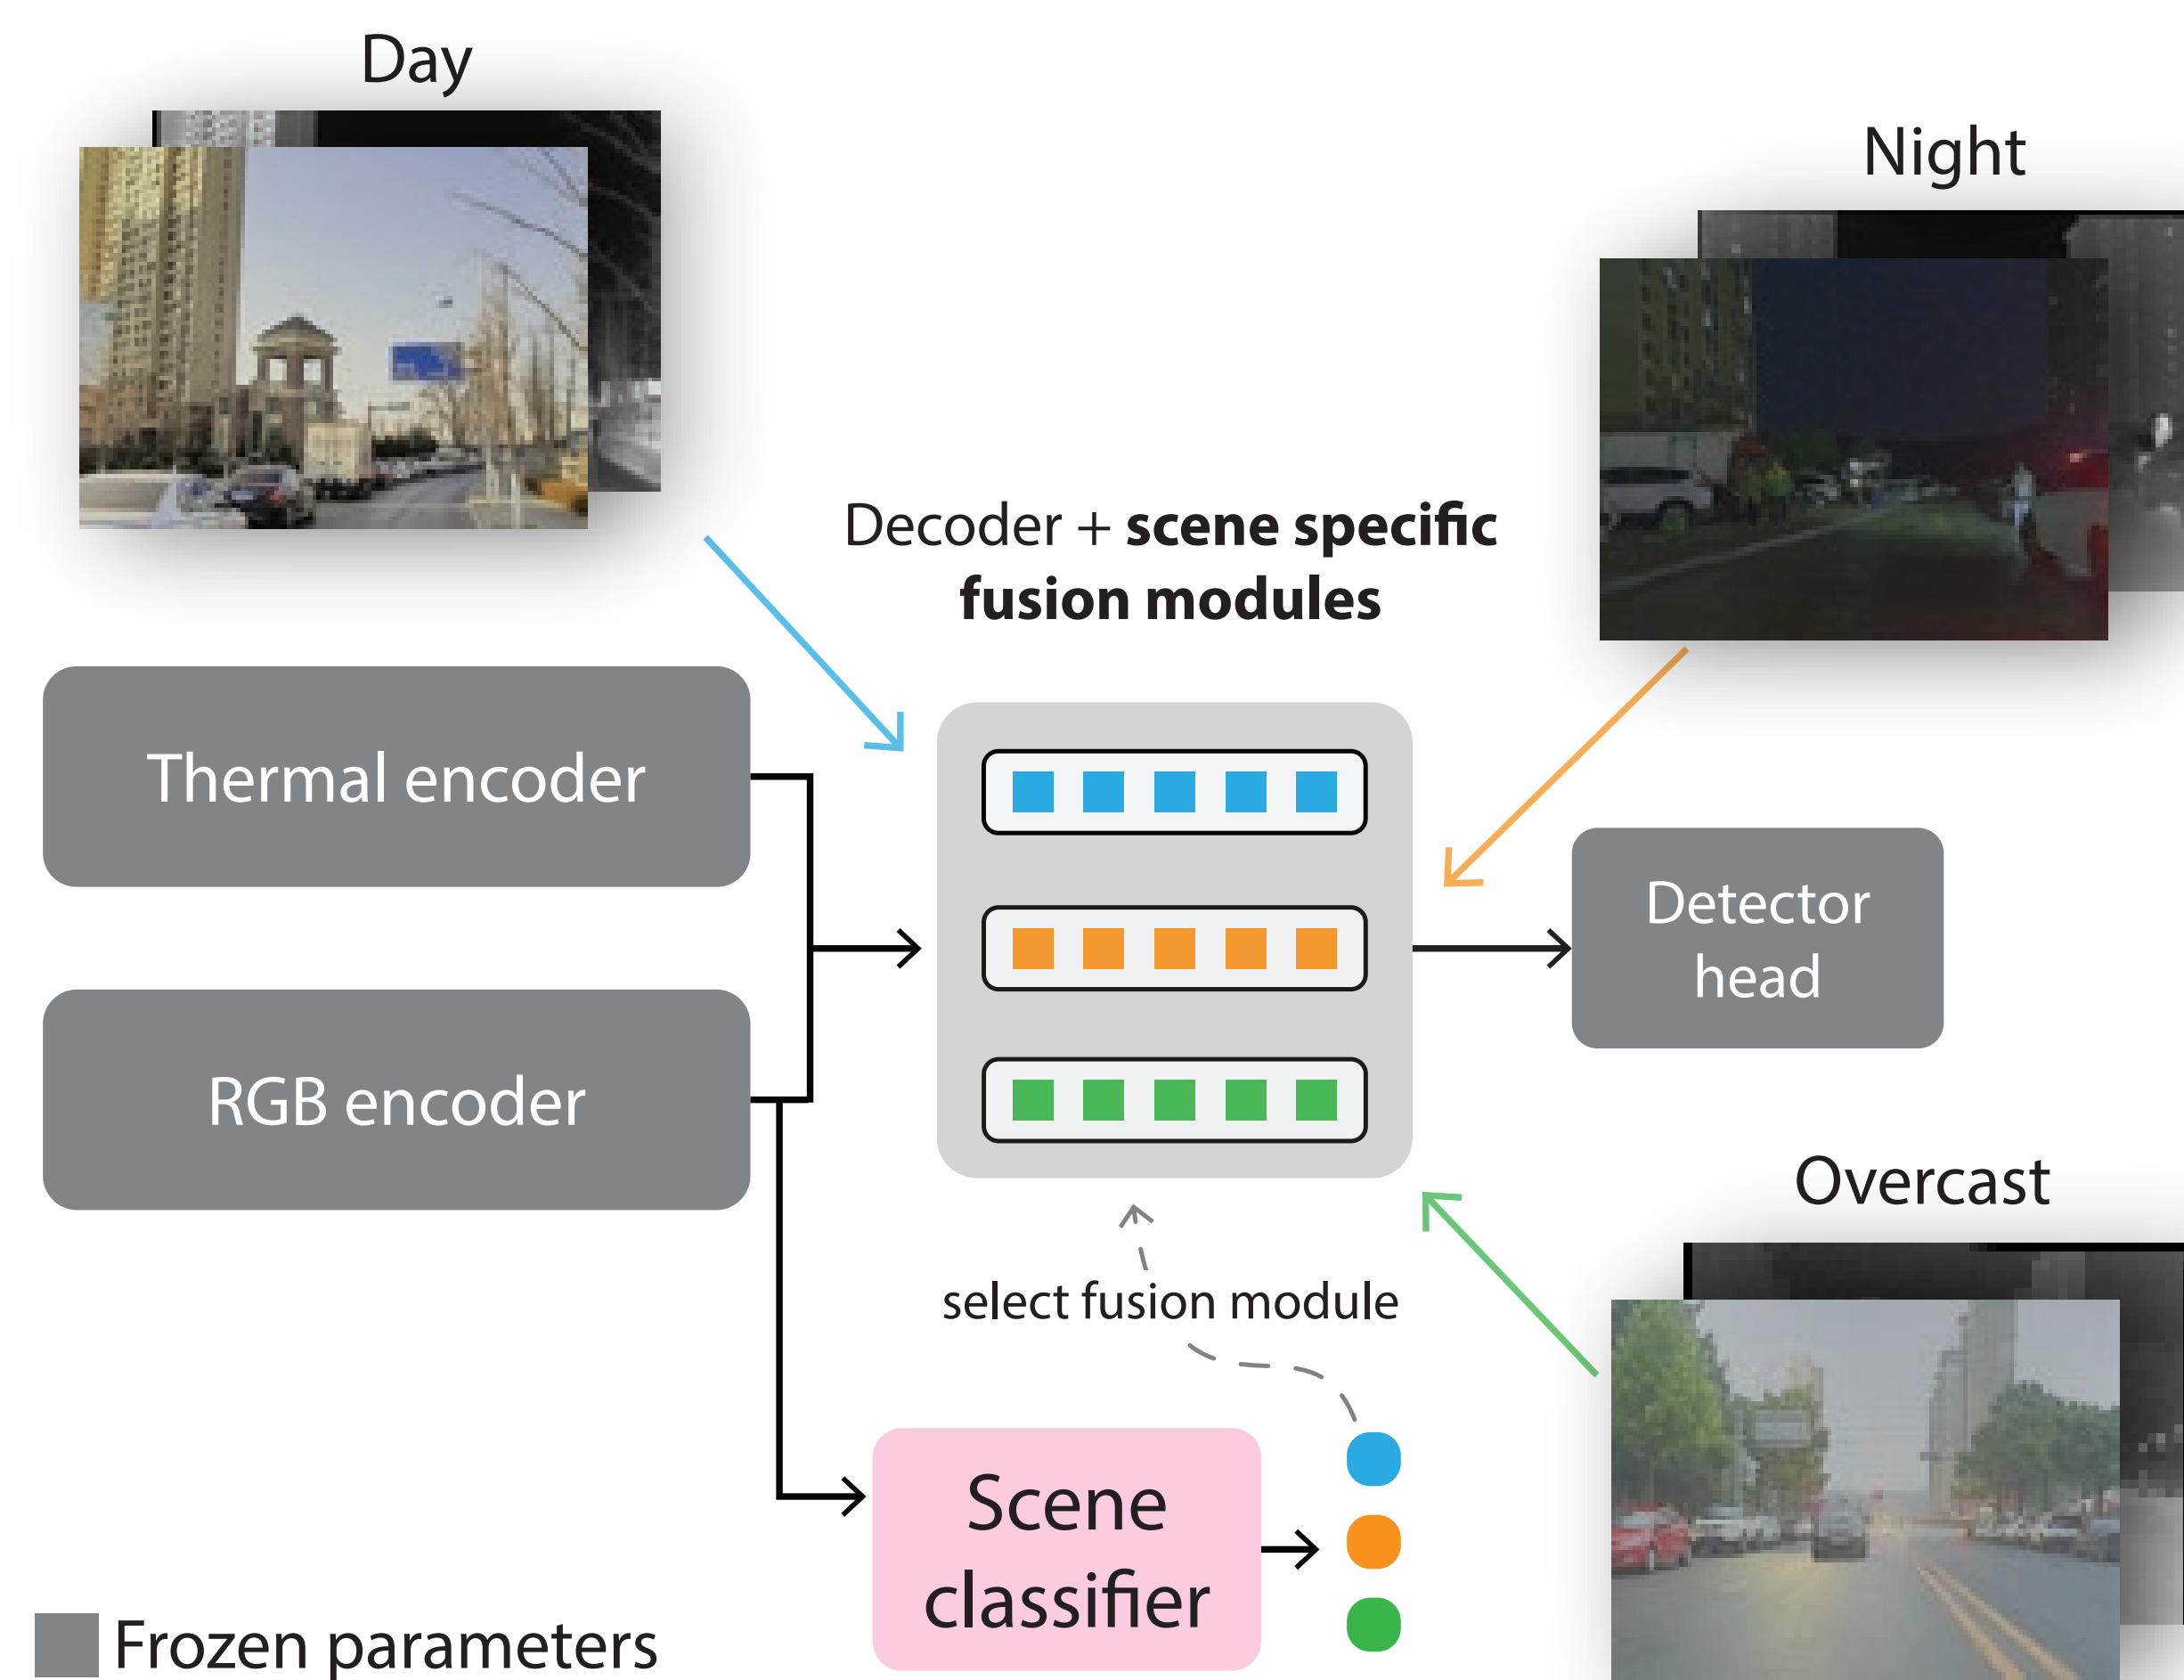 Day
Night
Decoder + scene specific
fusion modules
Thermal encoder
Detector
head
RGB encoder
Overcast
select fusion module
Scene
classifier
Frozen parameters